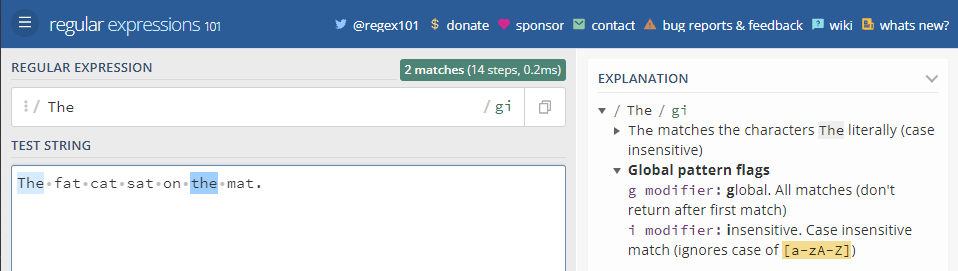 regular expressions 101
@regex101 $ donate sponsor contact bug reports & feedback wiki whats new?
REGULAR EXPRESSION
2 matches (14 steps, 0.2ms)
/ The / gi
TEST STRING
The fat cat sat on the mat.
EXPLANATION
/ The / gi
The matches the characters The literally (case
insensitive)
Global pattern flags
g modifier: global. All matches (don't
return after first match)
i modifier: insensitive. Case insensitive
match (ignores case of [a-zA-Z])